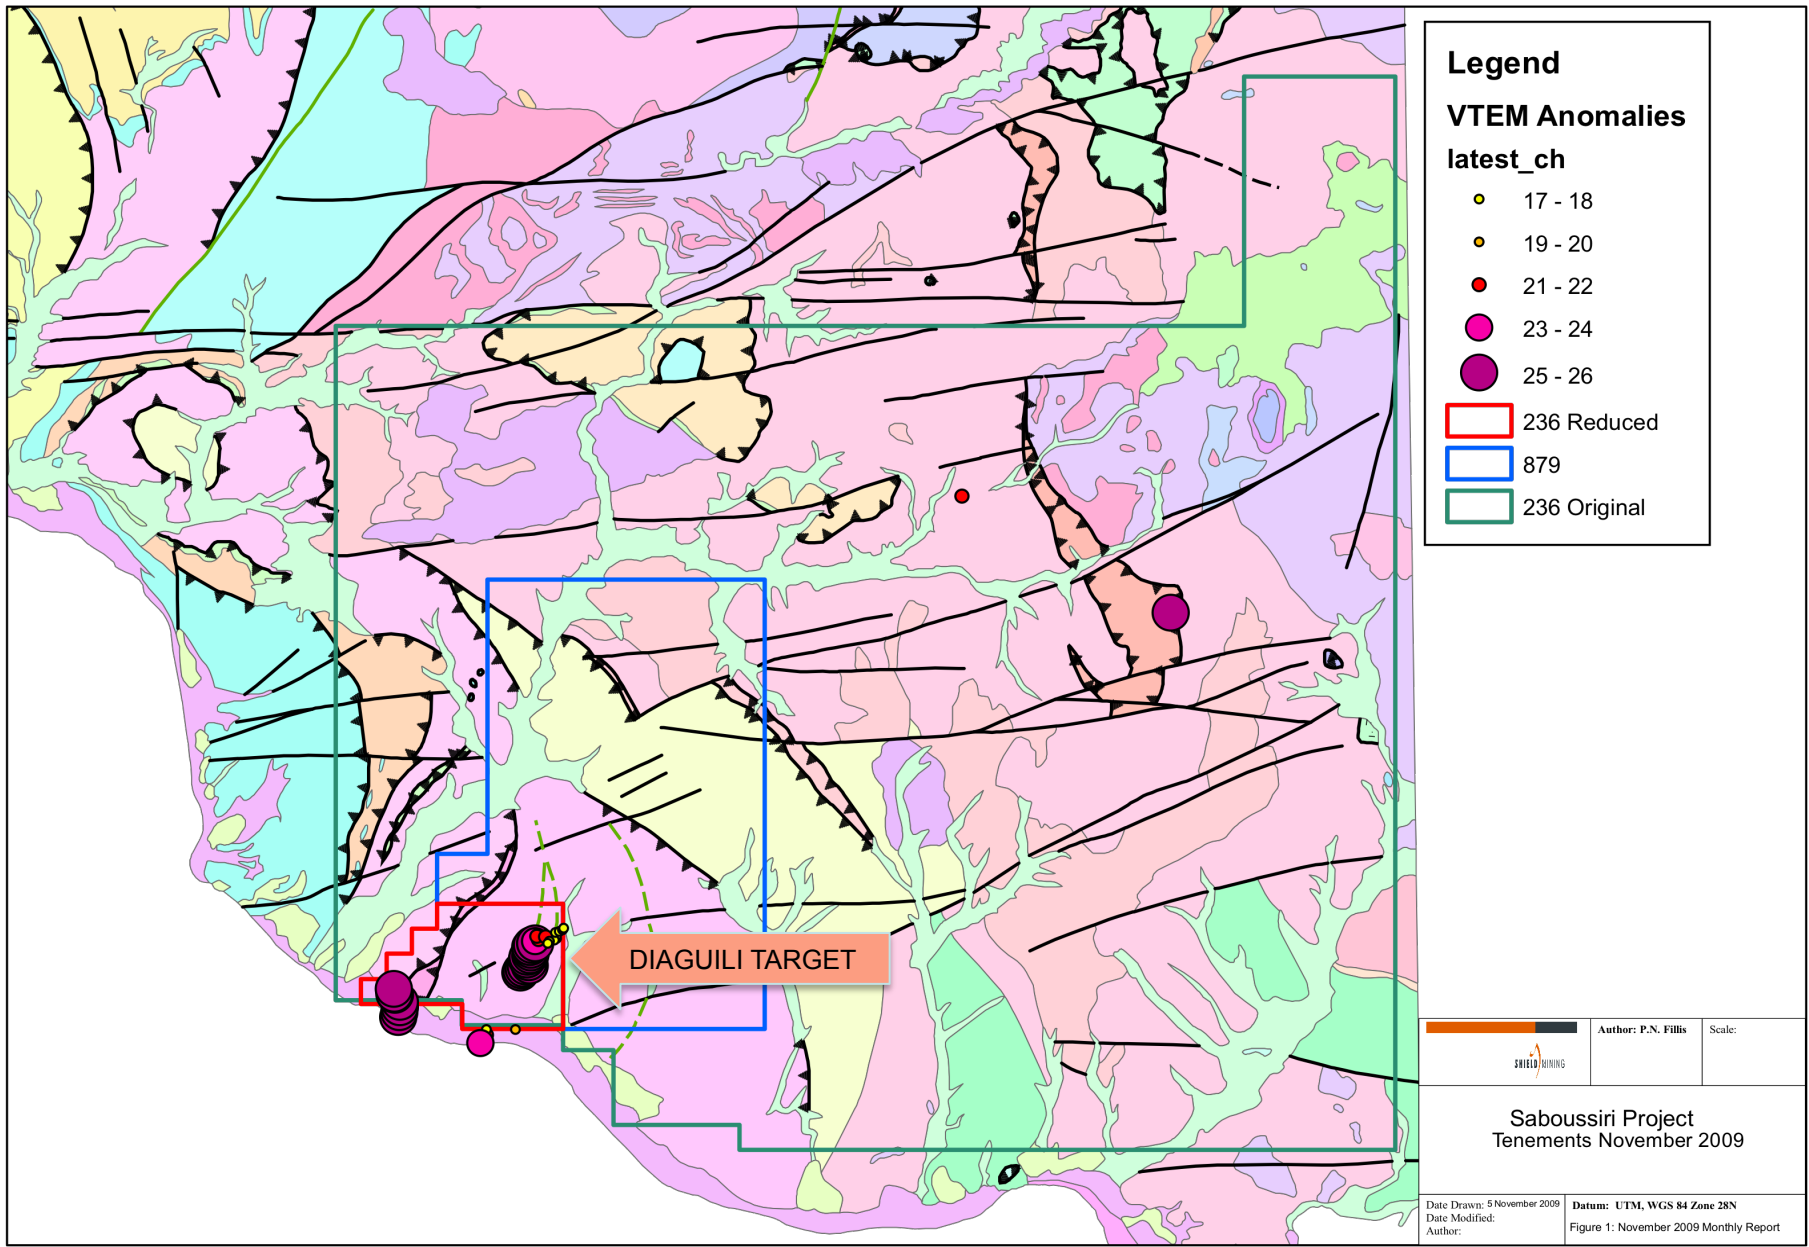 Legend
VTEM Anomalies
latest_ch
17 - 18
19 - 20
21 - 22
23 - 24
25 - 26
236 Reduced
879
236 Original
DIAGUILI TARGET
SHIELD MINING
Author: P.N. Fillis
Scale:
Saboussiri Project
Tenements November 2009
Date Drawn: 5 November 2009
Date Modified:
Author:
Datum: UTM, WGS 84 Zone 28N
Figure 1: November 2009 Monthly Report